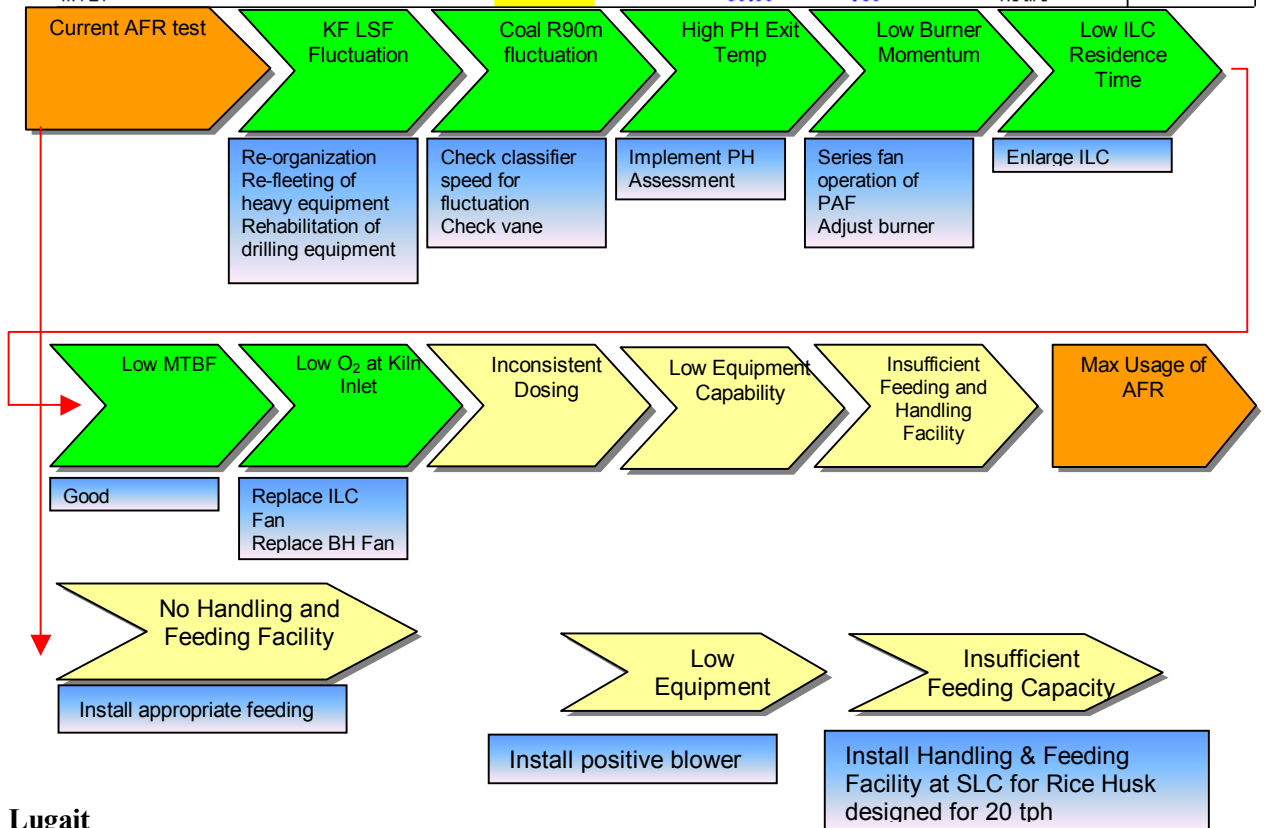 hours
Current AFR test
KF LSF
Fluctuation
Coal R90m
fluctuation
High PH Exit
Temp
Low Burner
Momentum
Low ILC
Residence
Time
Re-organization
Re-fleeting of
heavy equipment
Rehabilitation of
drilling equipment
Check classifier
speed for
fluctuation
Check vane
Implement PH
Assessment
Series fan
operation of
PAF
Adjust burner
Enlarge ILC
Low MTBF
Low O₂ at Kiln
Inlet
Inconsistent
Dosing
Low Equipment
Capability
Insufficient
Feeding and
Handling
Facility
Max Usage of
AFR
Good
Replace ILC
Fan
Replace BH Fan
No Handling and
Feeding Facility
Install appropriate feeding
Low
Equipment
Insufficient
Feeding Capacity
Install positive blower
Install Handling & Feeding
Facility at SLC for Rice Husk
designed for 20 tph
Lugait